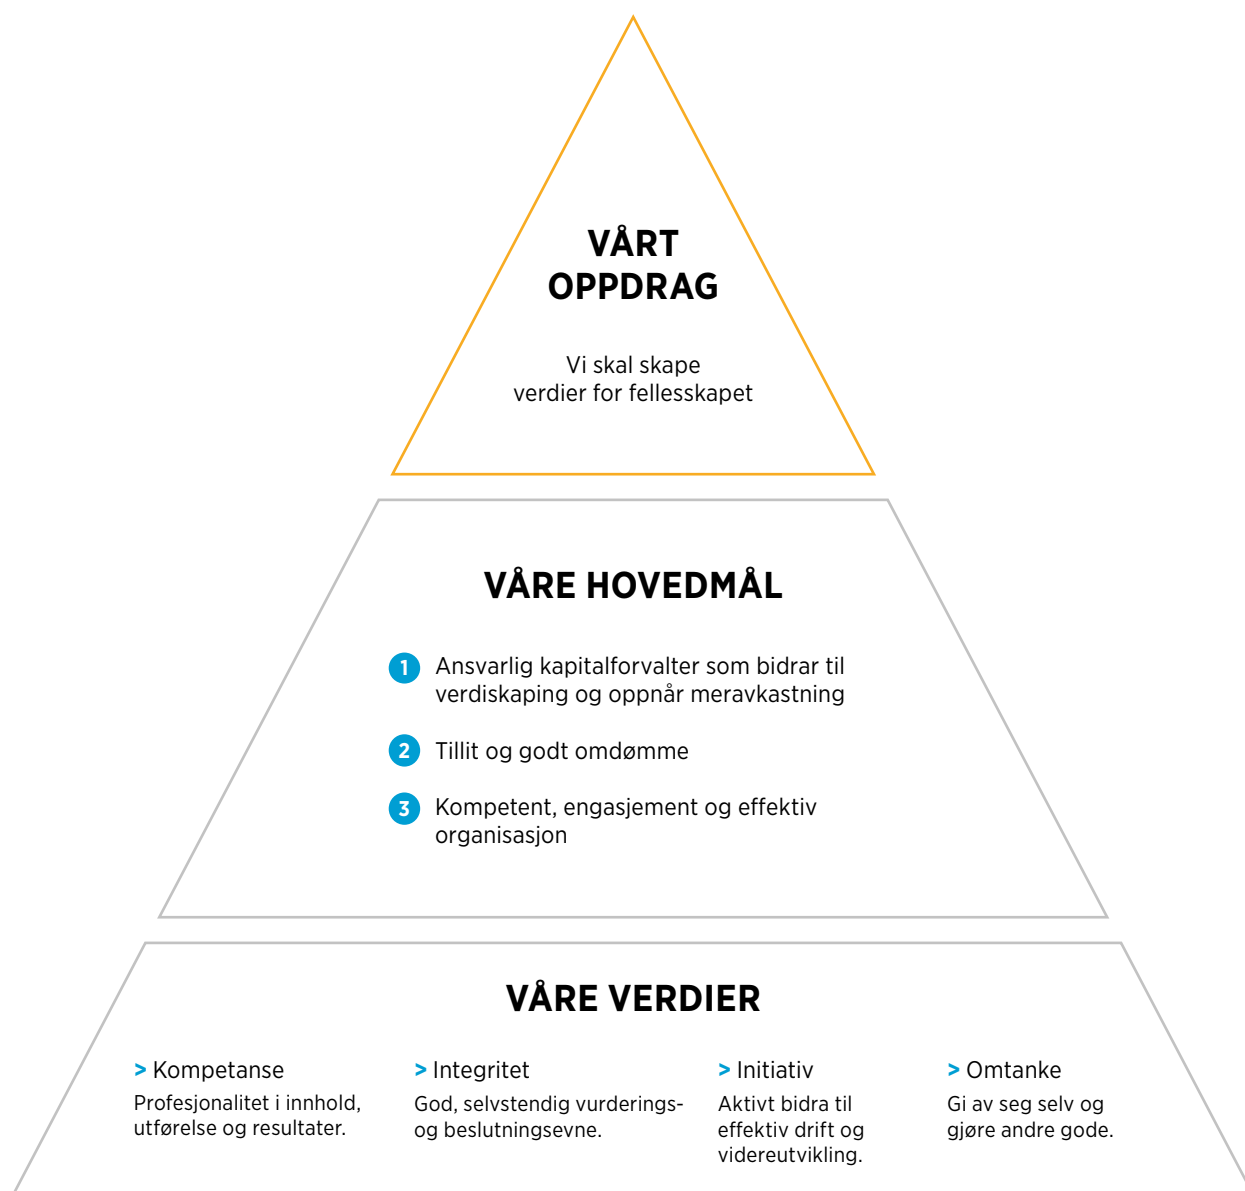 VÅRT
OPPDRAG
Vi skal skape
verdier for fellesskapet
VÅRE HOVEDMÅL
1 Ansvarlig kapitalforvalter som bidrar til
verdiskaping og oppnår meravkastning
2 Tillit og godt omdømme
3 Kompetent, engasjement og effektiv
organisasjon
VÅRE VERDIER
> Kompetanse
Profesjonalitet i innhold,
utførelse og resultater.
> Integritet
God, selvstendig vurderings-
og beslutningsevne.
> Initiativ
Aktivt bidra til
effektiv drift og
videreutvikling.
> Omtanke
Gi av seg selv og
gjøre andre gode.